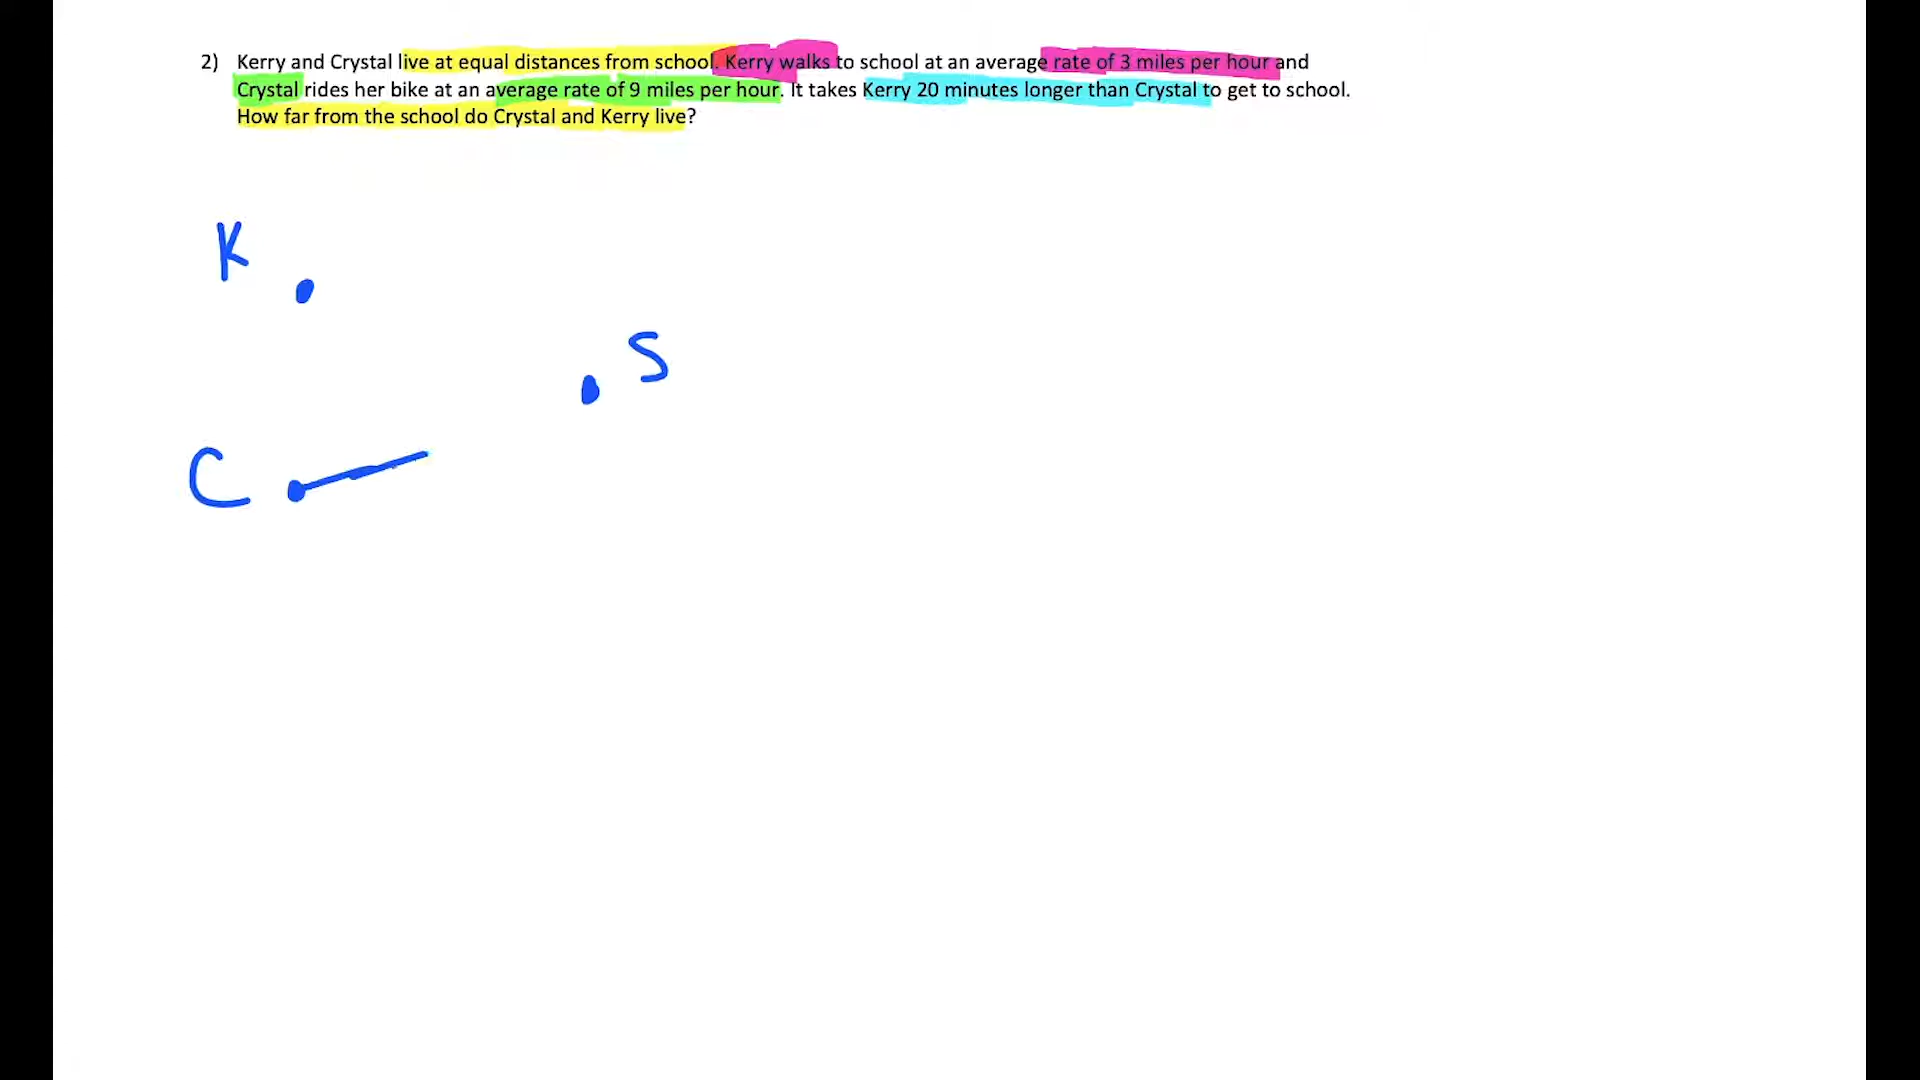 2) Kerry and Crystal live at equal distances from school. Kerry walks to school at an average rate of 3 miles per hour and
Crystal rides her bike at an average rate of 9 miles per hour. It takes Kerry 20 minutes longer than Crystal to get to school.
How far from the school do Crystal and Kerry live?
K
S
C